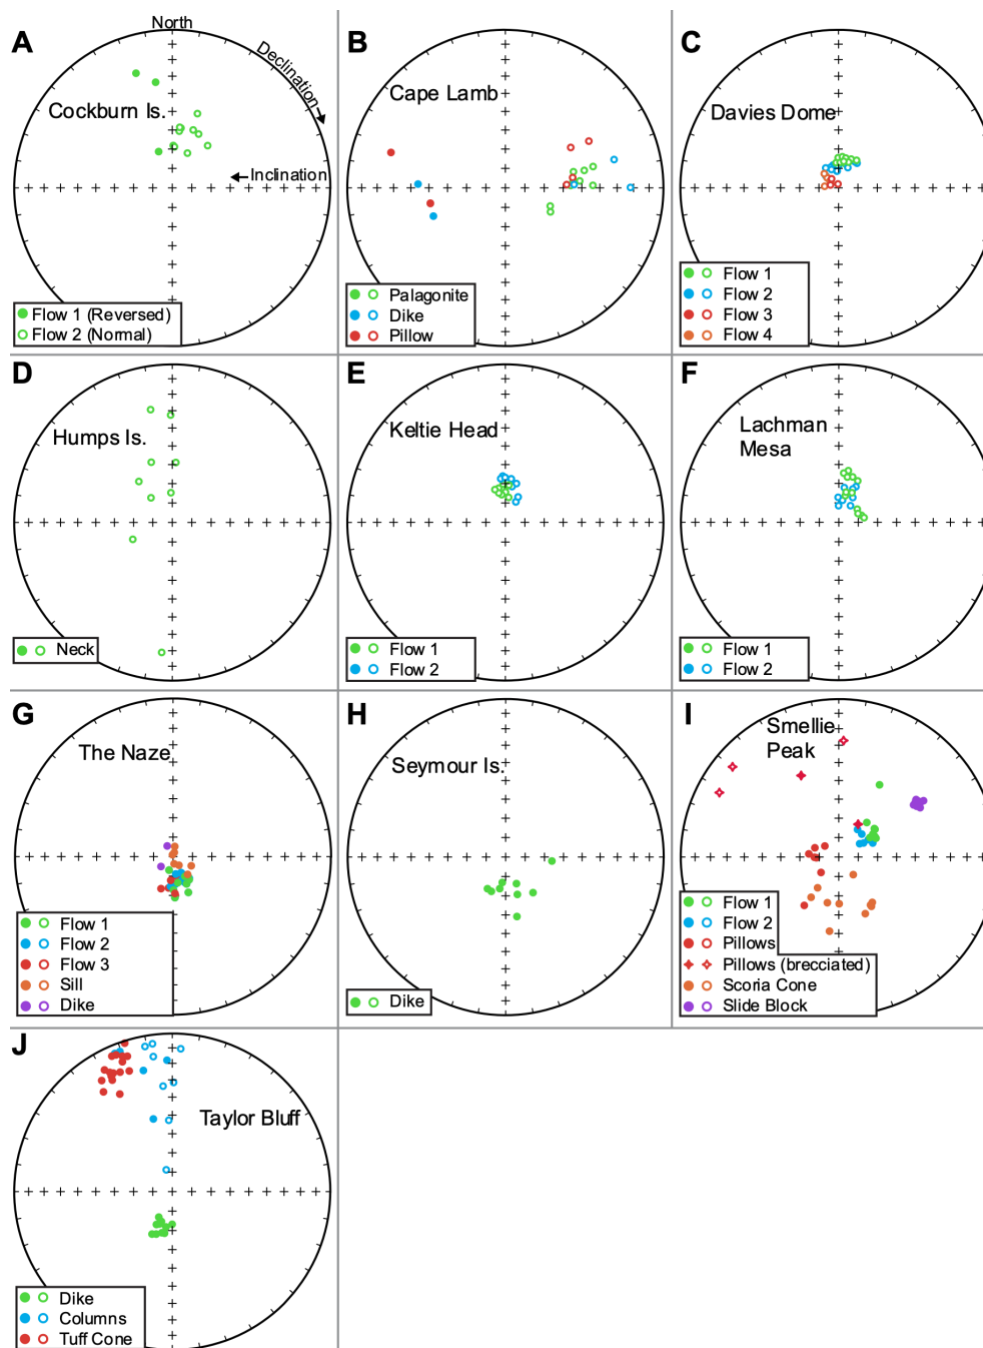 North
A
Declination
Cockburn Is.
Inclination
Flow 1 (Reversed)
Flow 2 (Normal)
B
Cape Lamb
Palagonite
Dike
Pillow
C
Davies Dome
Flow 1
Flow 2
Flow 3
Flow 4
D
Humps Is.
Neck
E
Keltie Head
Flow 1
Flow 2
F
Lachman
Mesa
Flow 1
Flow 2
G
The Naze
Flow 1
Flow 2
Flow 3
Sill
Dike
H
Seymour Is.
Dike
I
Smellie
Peak
Flow 1
Flow 2
Pillows
Pillows (brecciated)
Scoria Cone
Slide Block
J
Taylor Bluff
Dike
Columns
Tuff Cone